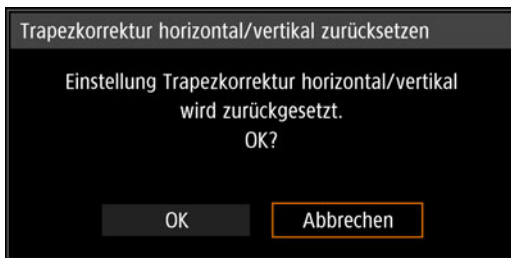 Trapezkorrektur horizontal/vertikal zurücksetzen
Einstellung Trapezkorrektur horizontal/vertikal
wird zurückgesetzt.
OK?
OK Abbrechen